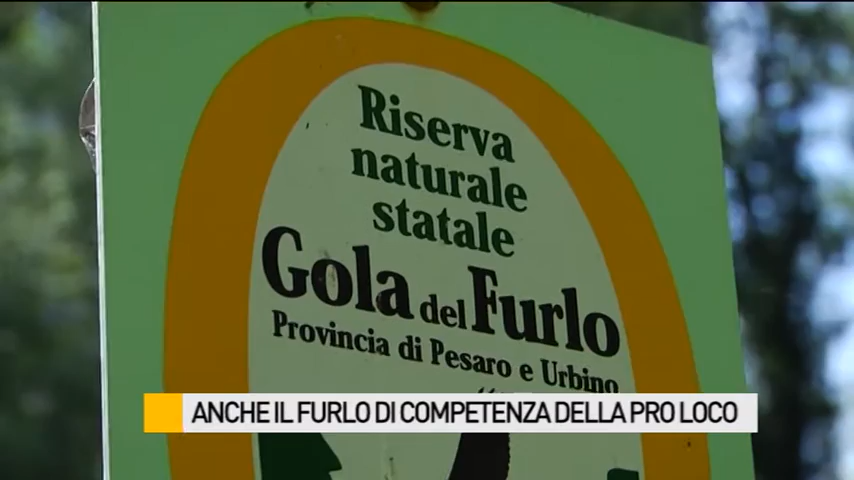 Riserva
naturale
statale
Gola del Furlo
Provincia di Pesaro e Urbino
ANCHE IL FURLO DI COMPETENZA DELLA PRO LOCO